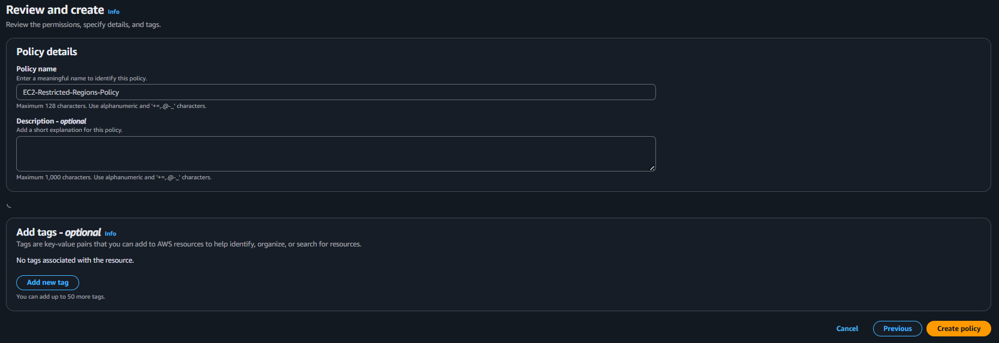 Review and create Info
Review the permissions, specify details, and tags.
Policy details
Policy name
Enter a meaningful name to identify this policy.
EC2-Restricted-Regions-Policy
Maximum 128 characters. Use alphanumeric and '+=,.@-_' characters.
Description - optional
Add a short explanation for this policy.
Maximum 1,000 characters. Use alphanumeric and '+=,.@-_' characters.
Add tags - optional Info
Tags are key-value pairs that you can add to AWS resources to help identify, organize, or search for resources.
No tags associated with the resource.
Add new tag
You can add up to 50 more tags.
Cancel Previous Create policy